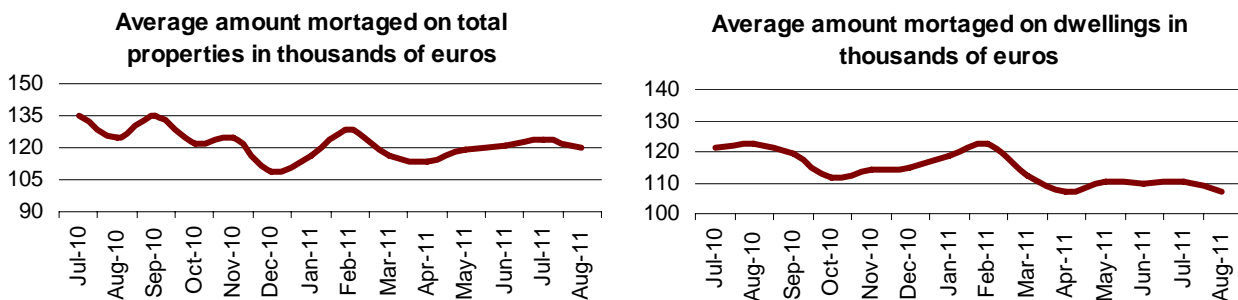 Average amount mortaged on total
properties in thousands of euros
150
135
120
105
90
Jul-10
Aug-10
Sep-10
Oct-10
Nov-10
Dec-10
Jan-11
Feb-11
Mar-11
Apr-11
May-11
Jun-11
Jul-11
Aug-11
Average amount mortaged on dwellings in
thousands of euros
140
130
120
110
100
Jul-10
Aug-10
Sep-10
Oct-10
Nov-10
Dec-10
Jan-11
Feb-11
Mar-11
Apr-11
May-11
Jun-11
Jul-11
Aug-11